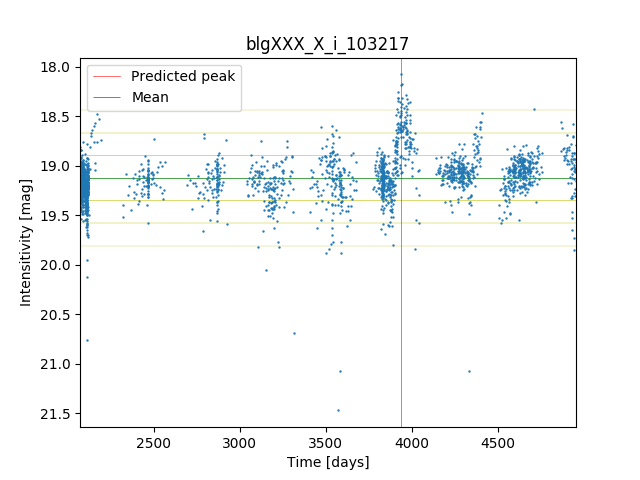 blgXXX_X_i_103217
Predicted peak
Mean
18.0
18.5
19.0
19.5
20.0
20.5
21.0
21.5
Intensitivity [mag]
2500 3000 3500 4000 4500
Time [days]